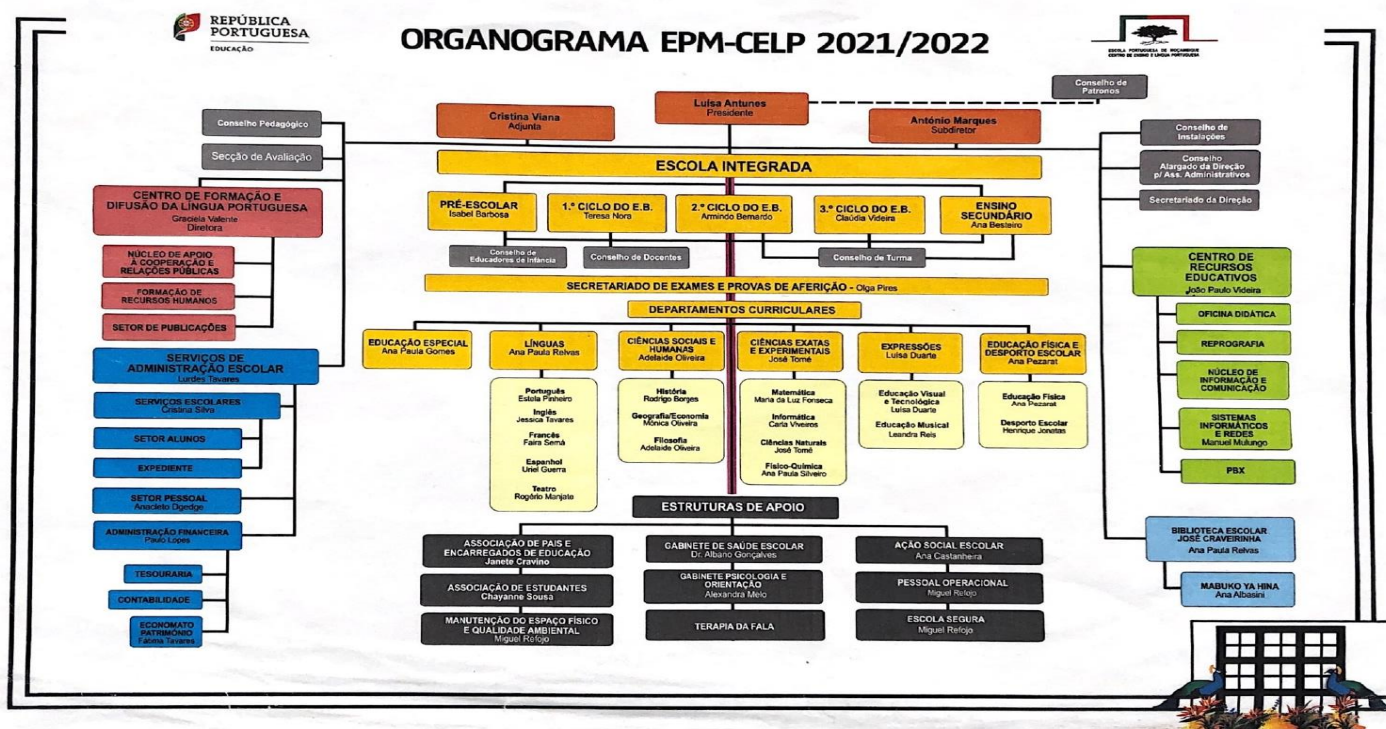 REPÚBLICA
PORTUGUESA
EDUCAÇÃO
ORGANOGRAMA EPM-CELP 2021/2022
ESCOLA PORTUGUESA DE MOÇAMBIQUE
CENTRO DE ENSINO E LÍNGUA PORTUGUESA
Conselho de
Patronos
Luísa Antunes
Presidente
Cristina Viana
Adjunta
António Marques
Subdiretor
Conselho Pedagógico
Secção de Avaliação
Conselho de
Instalações
Conselho
Alargado da Direção
p/ Ass. Administrativos
Secretariado da Direção
ESCOLA INTEGRADA
PRÉ-ESCOLAR
Isabel Barbosa
1.º CICLO DO E.B.
Teresa Nora
2.º CICLO DO E.B.
Armindo Bernardo
3.º CICLO DO E.B.
Claúdia Videira
ENSINO
SECUNDÁRIO
Ana Besteiro
Conselho de
Educadores de Infância
Conselho de Docentes
Conselho de Turma
SECRETARIADO DE EXAMES E PROVAS DE AFERIÇÃO - Olga Pires
DEPARTAMENTOS CURRICULARES
EDUCAÇÃO ESPECIAL
Ana Paula Gomes
LÍNGUAS
Ana Paula Relvas
CIÊNCIAS SOCIAIS E
HUMANAS
Adelaide Oliveira
CIÊNCIAS EXATAS
E EXPERIMENTAIS
José Tomé
EXPRESSÕES
Luísa Duarte
EDUCAÇÃO FÍSICA E
DESPORTO ESCOLAR
Ana Pezarat
Português
Estela Pinheiro
Inglês
Jessica Tavares
Francês
Faira Semá
Espanhol
Uriel Guerra
Teatro
Rogério Manjate
História
Rodrigo Borges
Geografia/Economia
Mónica Oliveira
Filosofia
Adelaide Oliveira
Matemática
Maria da Luz Fonseca
Informática
Carla Viveiros
Ciências Naturais
José Tomé
Físico-Química
Ana Paula Silveiro
Educação Visual
e Tecnológica
Luísa Duarte
Educação Musical
Leandra Reis
Educação Física
Ana Pezarat
Desporto Escolar
Henrique Jonatas
CENTRO DE FORMAÇÃO E
DIFUSÃO DA LÍNGUA PORTUGUESA
Graciela Valente
Diretora
NÚCLEO DE APOIO
À COOPERAÇÃO E
RELAÇÕES PÚBLICAS
FORMAÇÃO DE
RECURSOS HUMANOS
SETOR DE PUBLICAÇÕES
SERVIÇOS DE
ADMINISTRAÇÃO ESCOLAR
Lurdes Tavares
SERVIÇOS ESCOLARES
Cristina Silva
SETOR ALUNOS
EXPEDIENTE
SETOR PESSOAL
Anacleto Dgedge
ADMINISTRAÇÃO FINANCEIRA
Paulo Lopes
TESOURARIA
CONTABILIDADE
ECONOMATO
PATRIMÓNIO
Fátima Tavares
CENTRO DE
RECURSOS
EDUCATIVOS
João Paulo Videira
OFICINA DIDÁTICA
REPROGRAFIA
NÚCLEO DE
INFORMAÇÃO E
COMUNICAÇÃO
SISTEMAS
INFORMÁTICOS
E REDES
Manuel Mulungo
PBX
BIBLIOTECA ESCOLAR
JOSÉ CRAVEIRINHA
Ana Paula Relvas
MABUKO YA HINA
Ana Albasini
ESTRUTURAS DE APOIO
ASSOCIAÇÃO DE PAIS E
ENCARREGADOS DE EDUCAÇÃO
Janete Cravino
ASSOCIAÇÃO DE ESTUDANTES
Chayanne Sousa
MANUTENÇÃO DO ESPAÇO FÍSICO
E QUALIDADE AMBIENTAL
Miguel Refojo
GABINETE DE SAÚDE ESCOLAR
Dr. Albano Gonçalves
GABINETE PSICOLOGIA E
ORIENTAÇÃO
Alexandra Melo
TERAPIA DA FALA
AÇÃO SOCIAL ESCOLAR
Ana Castanheira
PESSOAL OPERACIONAL
Miguel Refojo
ESCOLA SEGURA
Miguel Refojo